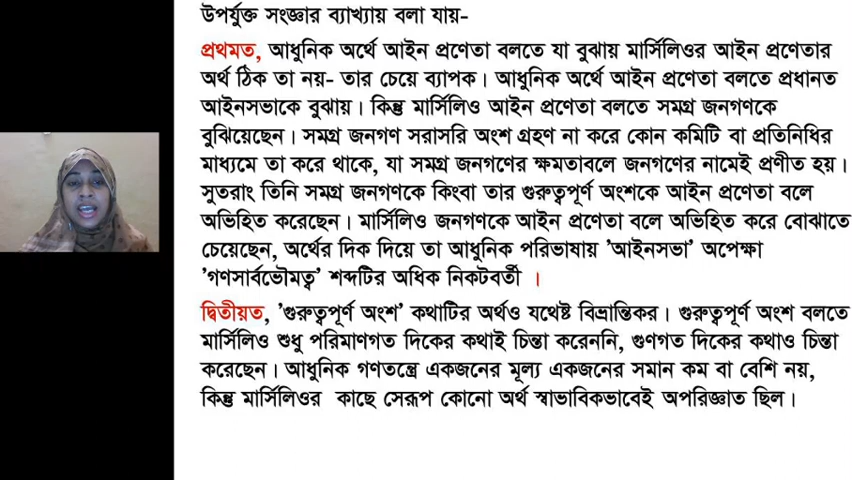 উপর্যুক্ত সংজ্ঞার ব্যাখ্যায় বলা যায়-
প্রথমত, আধুনিক অর্থে আইন প্রণেতা বলতে যা বুঝায় মার্সিলিওর আইন প্রণেতার
অর্থ ঠিক তা নয়- তার চেয়ে ব্যাপক। আধুনিক অর্থে আইন প্রণেতা বলতে প্রধানত
আইনসভাকে বুঝায়। কিন্তু মার্সিলিও আইন প্রণেতা বলতে সমগ্র জনগণকে
বুঝিয়েছেন। সমগ্র জনগণ সরাসরি অংশ গ্রহণ না করে কোন কমিটি বা প্রতিনিধির
মাধ্যমে তা করে থাকে, যা সমগ্র জনগণের ক্ষমতাবলে জনগণের নামেই প্রণীত হয়।
সুতরাং তিনি সমগ্র জনগণকে কিংবা তার গুরুত্বপূর্ণ অংশকে আইন প্রণেতা বলে
অভিহিত করেছেন। মার্সিলিও জনগণকে আইন প্রণেতা বলে অভিহিত করে বোঝাতে
চেয়েছেন, অর্থের দিক দিয়ে তা আধুনিক পরিভাষায় 'আইনসভা' অপেক্ষা
'গণসার্বভৌমত্ব' শব্দটির অধিক নিকটবর্তী ।
দ্বিতীয়ত, 'গুরুত্বপূর্ণ অংশ' কথাটির অর্থও যথেষ্ট বিভ্রান্তিকর। গুরুত্বপূর্ণ অংশ বলতে
মার্সিলিও শুধু পরিমাণগত দিকের কথাই চিন্তা করেননি, গুণগত দিকের কথাও চিন্তা
করেছেন। আধুনিক গণতন্ত্রে একজনের মূল্য একজনের সমান কম বা বেশি নয়,
কিন্তু মার্সিলিওর কাছে সেরূপ কোনো অর্থ স্বাভাবিকভাবেই অপরিজ্ঞাত ছিল।